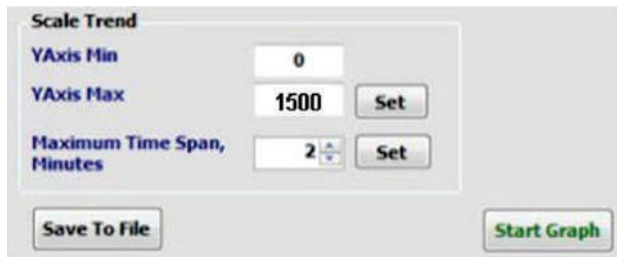 Scale Trend
YAxis Min 0
YAxis Max 1500 Set
Maximum Time Span,
Minutes 2 Set
Save To File Start Graph